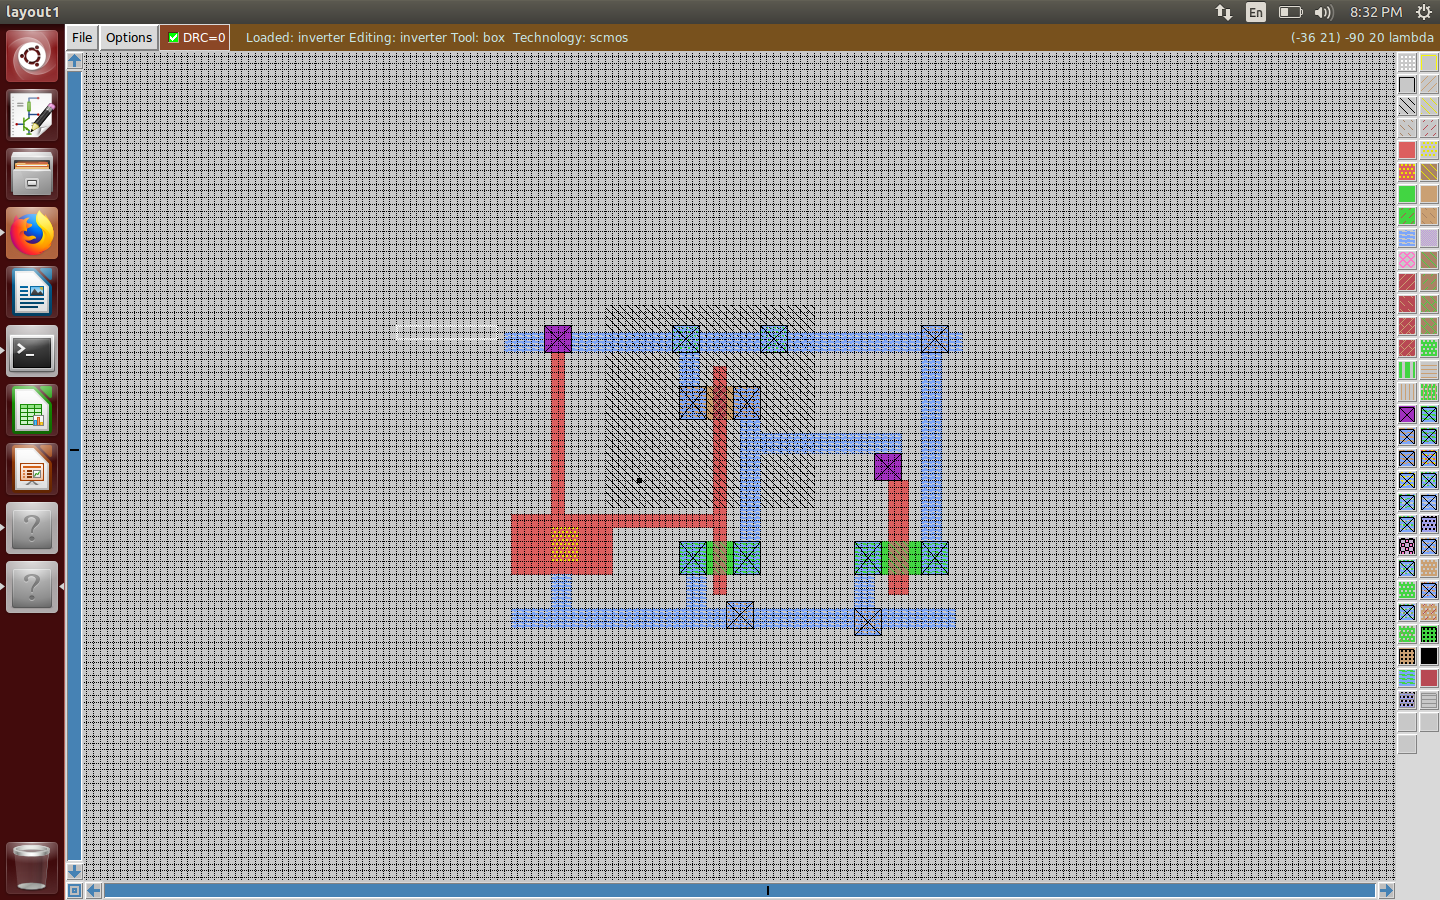 layout1
En
8:32 PM
File Options DRC=0 Loaded: inverter Editing: inverter Tool: box Technology: scmos (-36 21) -90 20 lambda